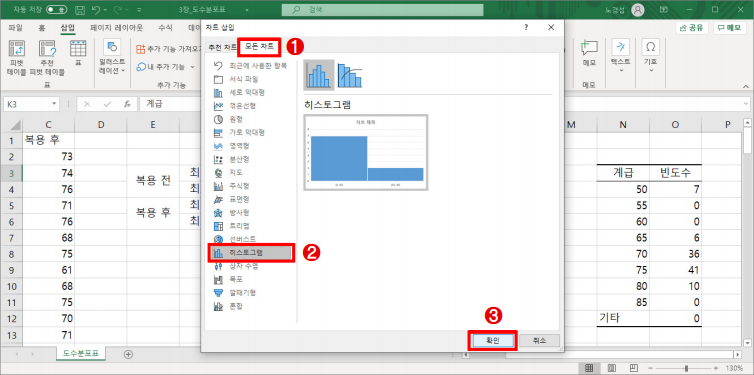 자동 저장
3장_도수분포표
검색
노경섭
파일 홈 삽입 페이지 레이아웃 수식
공유 메모
피벗 테이블
추천 피벗 테이블
표
일러스트레이션
추가 기능 가져오기
내 추가 기능
추가 기능
메모
텍스트
기호
메모
K3 계급
차트 삽입 ? ×
추천 차트 모든 차트 1
최근에 사용한 항목
서식 파일
세로 막대형
꺾은선형
원형
가로 막대형
영역형
분산형
지도
주식형
표면형
방사형
트리맵
선버스트
히스토그램 2
상자 수염
폭포
깔때기형
혼합
히스토그램
차트 제목
3
확인 취소
C D E M N O P
1 복용 후
2 73
3 74 복용 전 최 계급 빈도수
4 76 최 50 7
5 71 복용 후 최 55 0
6 76 최 60 0
7 68 65 6
8 75 70 36
9 61 75 41
10 68 80 10
11 75 85 0
12 70 기타 0
13 71
도수분포표
130%